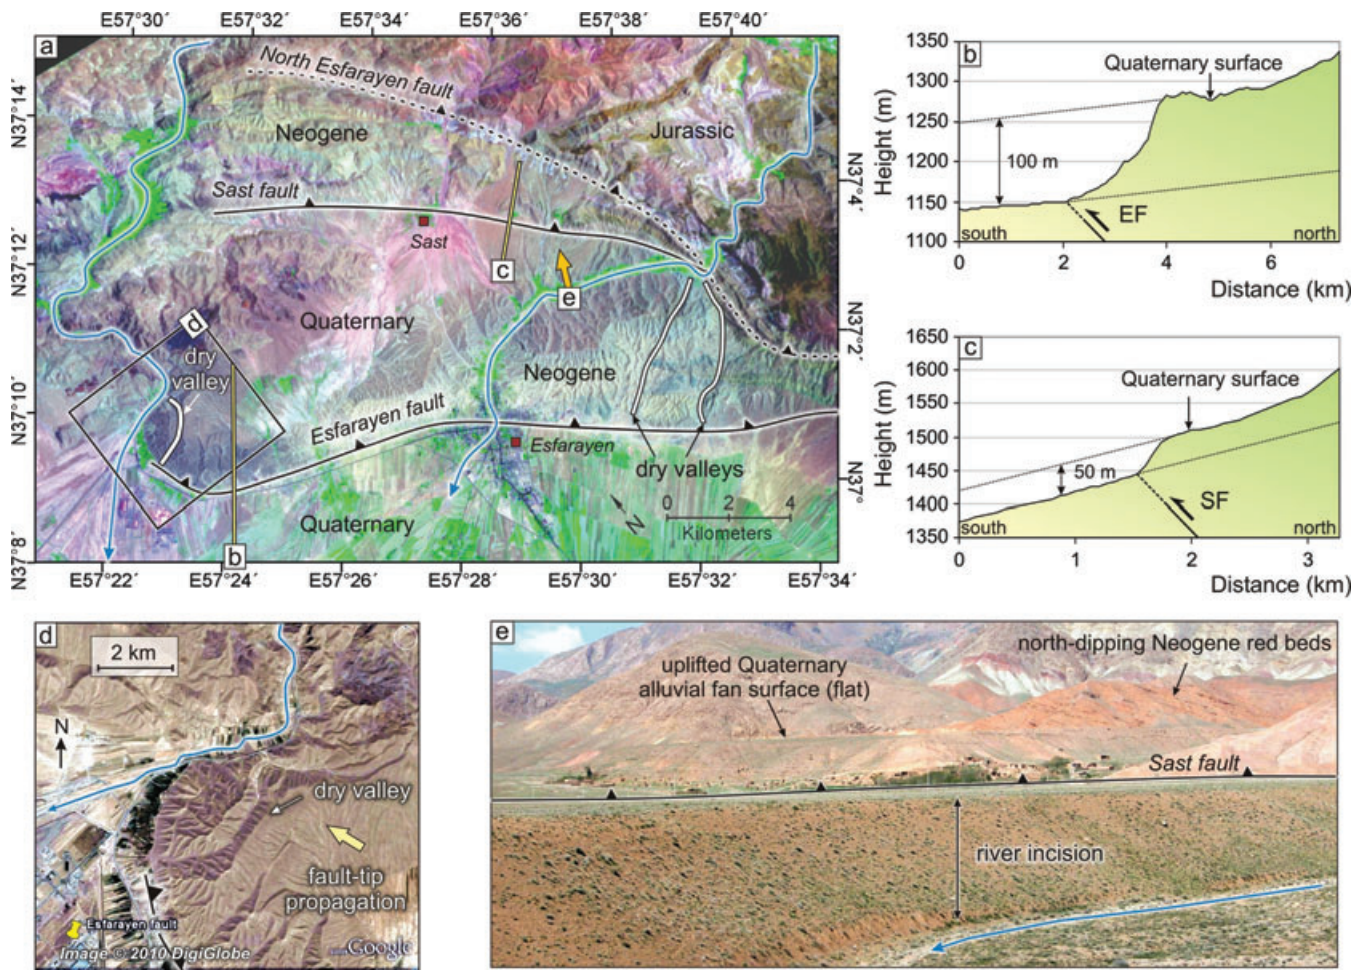 a
E57°30´
E57°32´
E57°34´
E57°36´
E57°38´
E57°40´
N37°14´
N37°12´
N37°10´
N37°8´
N37°4´
N37°2´
N37°
E57°22´
E57°24´
E57°26´
E57°28´
E57°30´
E57°32´
E57°34´
North Esfarayen fault
Neogene
Jurassic
Sast fault
Sast
c
e
Quaternary
d
dry
valley
Neogene
Esfarayen fault
Esfarayen
dry valleys
Quaternary
N
0 2 4
Kilometers
b
b
1350
1300
1250
1200
1150
1100
Height (m)
Quaternary surface
100 m
EF
south
north
0 2 4 6
Distance (km)
c
1650
1600
1550
1500
1450
1400
1350
Height (m)
Quaternary surface
50 m
SF
south
north
0 1 2 3
Distance (km)
d
2 km
N
dry valley
fault-tip
propagation
Esfarayen fault
Image © 2010 DigiGlobe
Google
e
uplifted Quaternary
alluvial fan surface (flat)
north-dipping Neogene red beds
Sast fault
river incision